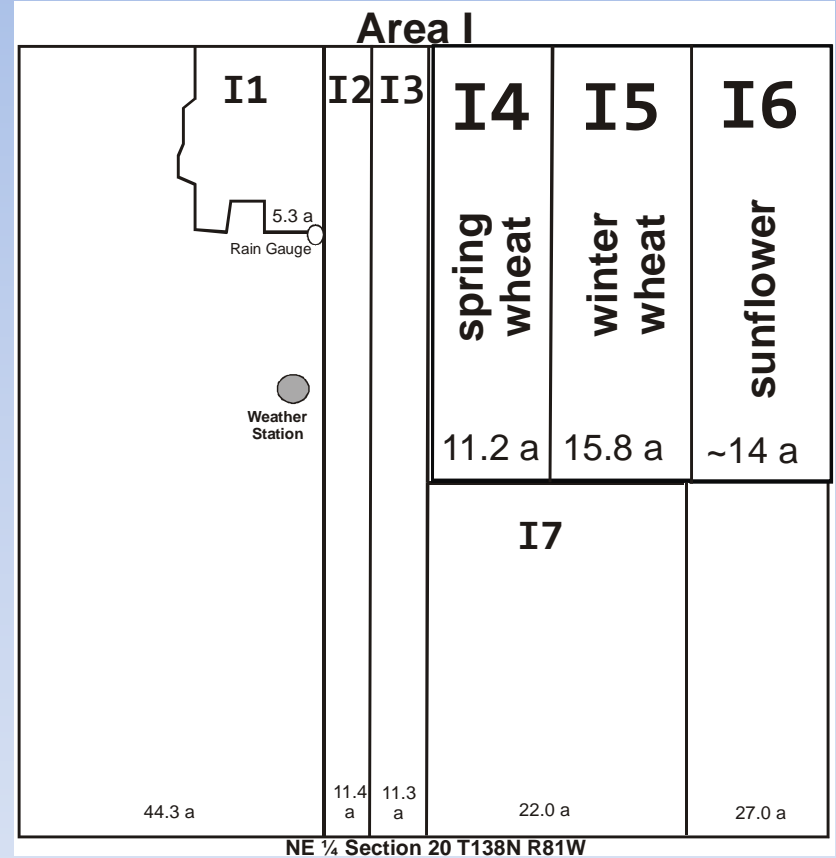 Area I
I1
I2
I3
I4
I5
I6
spring
wheat
winter
wheat
sunflower
5.3 a
Rain Gauge
Weather
Station
11.2 a
15.8 a
~14 a
I7
44.3 a
11.4
a
11.3
a
22.0 a
27.0 a
NE ¼ Section 20 T138N R81W